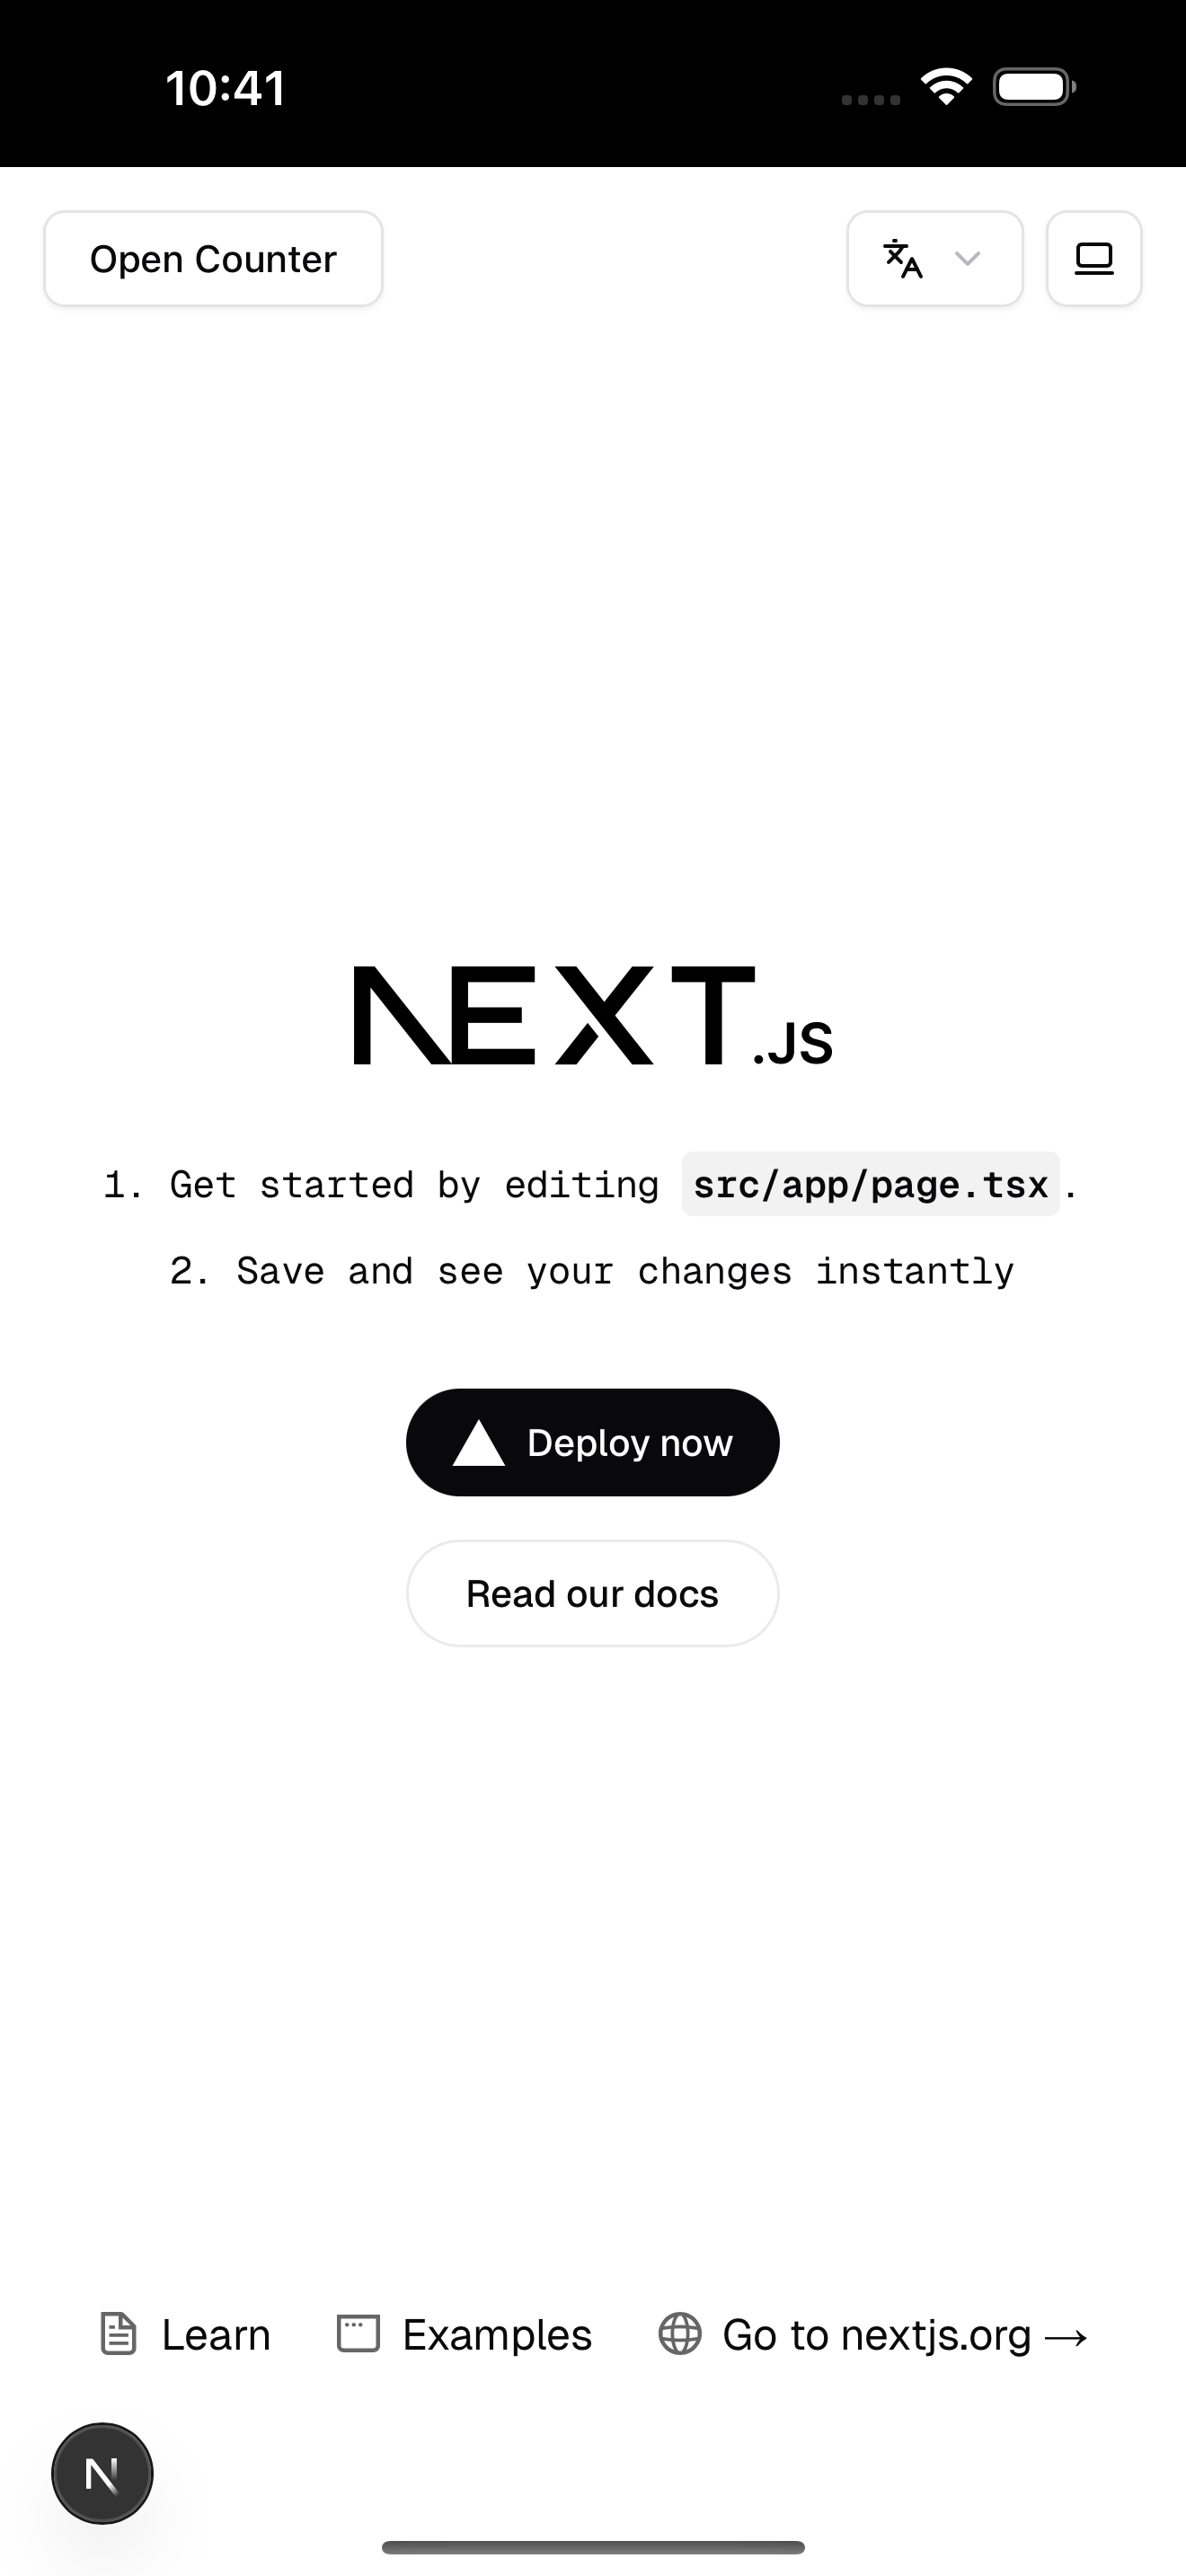 10:41
Open Counter
NEXT.JS
1. Get started by editing src/app/page.tsx.
2. Save and see your changes instantly
Deploy now
Read our docs
Learn
Examples
Go to nextjs.org →
N